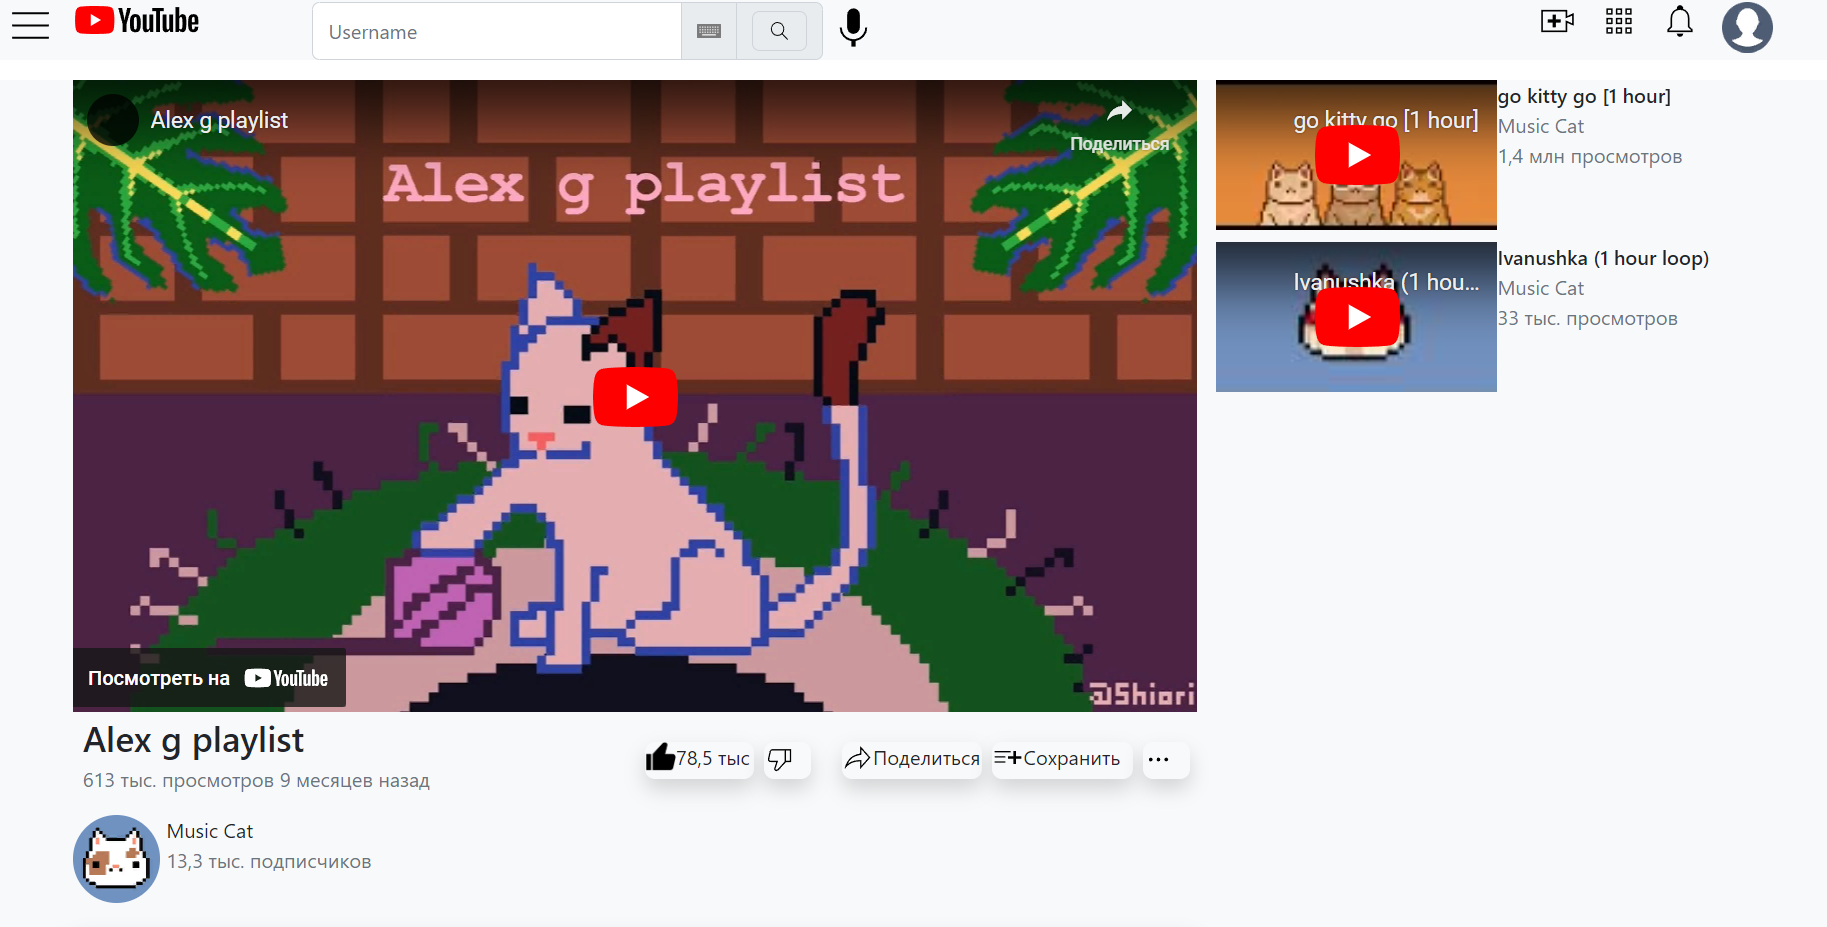 YouTube
Username
Alex g playlist
Поделиться
Alex g playlist
Посмотреть на YouTube
@Shiori
Alex g playlist
613 тыс. просмотров 9 месяцев назад
78,5 тыс
Поделиться
Сохранить
Music Cat
13,3 тыс. подписчиков
go kitty go [1 hour]
go kitty go [1 hour]
Music Cat
1,4 млн просмотров
Ivanushka (1 hou...
Ivanushka (1 hour loop)
Music Cat
33 тыс. просмотров